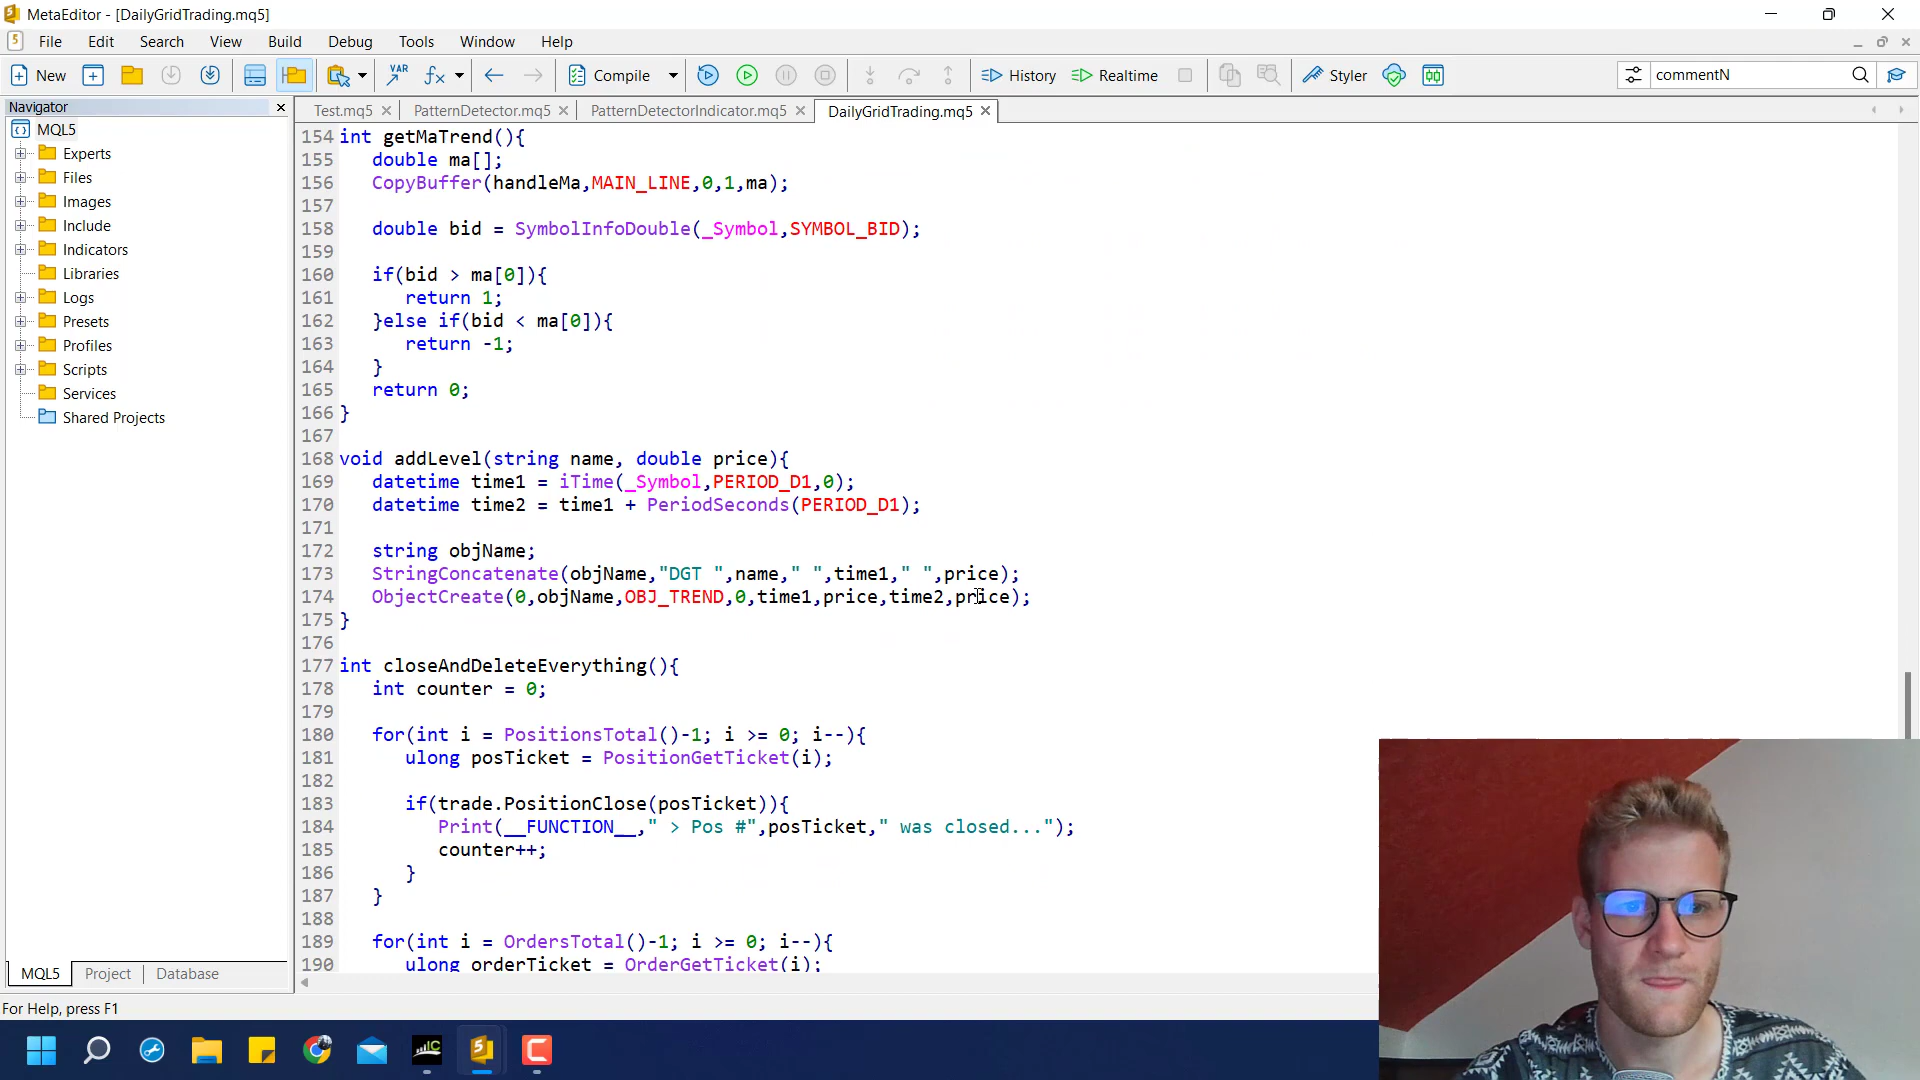 MetaEditor - [DailyGridTrading.mq5]
File Edit Search View Build Debug Tools Window Help
New VAR fx Compile History Realtime Styler commentN
Navigator
Test.mq5 PatternDetector.mq5 PatternDetectorIndicator.mq5 DailyGridTrading.mq5
MQL5
Experts
Files
Images
Include
Indicators
Libraries
Logs
Presets
Profiles
Scripts
Services
Shared Projects
154 int getMaTrend(){
155 double ma[];
156 CopyBuffer(handleMa,MAIN_LINE,0,1,ma);
157
158 double bid = SymbolInfoDouble(_Symbol,SYMBOL_BID);
159
160 if(bid > ma[0]){
161 return 1;
162 }else if(bid < ma[0]){
163 return -1;
164 }
165 return 0;
166 }
167
168 void addLevel(string name, double price){
169 datetime time1 = iTime(_Symbol,PERIOD_D1,0);
170 datetime time2 = time1 + PeriodSeconds(PERIOD_D1);
171
172 string objName;
173 StringConcatenate(objName,"DGT ",name," ",time1," ",price);
174 ObjectCreate(0,objName,OBJ_TREND,0,time1,price,time2,price);
175 }
176
177 int closeAndDeleteEverything(){
178 int counter = 0;
179
180 for(int i = PositionsTotal()-1; i >= 0; i--){
181 ulong posTicket = PositionGetTicket(i);
182
183 if(trade.PositionClose(posTicket)){
184 Print(__FUNCTION__," > Pos #",posTicket," was closed...");
185 counter++;
186 }
187 }
188
189 for(int i = OrdersTotal()-1; i >= 0; i--){
190 ulong orderTicket = OrderGetTicket(i);
MQL5 Project Database
For Help, press F1